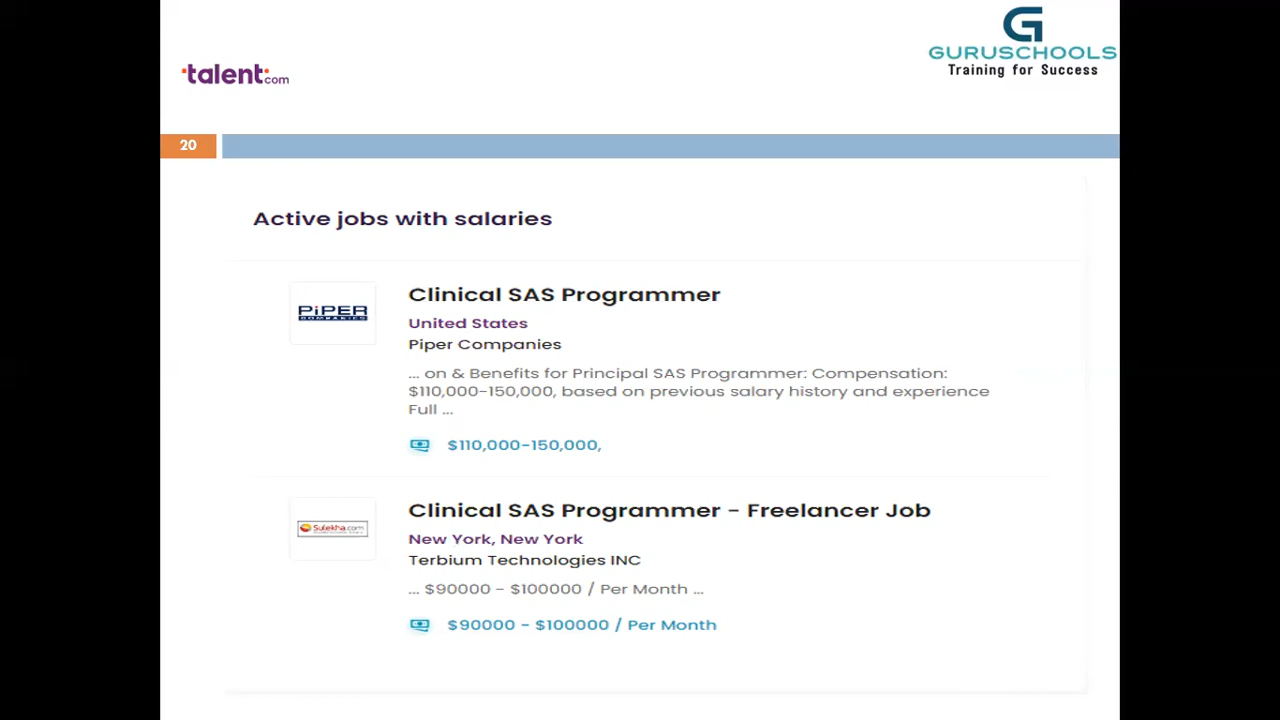 G
GURUSCHOOLS
Training for Success
talent.com
20
Active jobs with salaries
PiPER
COMPANIES
Clinical SAS Programmer
United States
Piper Companies
... on & Benefits for Principal SAS Programmer: Compensation:
$110,000-150,000, based on previous salary history and experience
Full ...
$110,000-150,000,
Sulekha.com
Clinical SAS Programmer - Freelancer Job
New York, New York
Terbium Technologies INC
... $90000 - $100000 / Per Month ...
$90000 - $100000 / Per Month